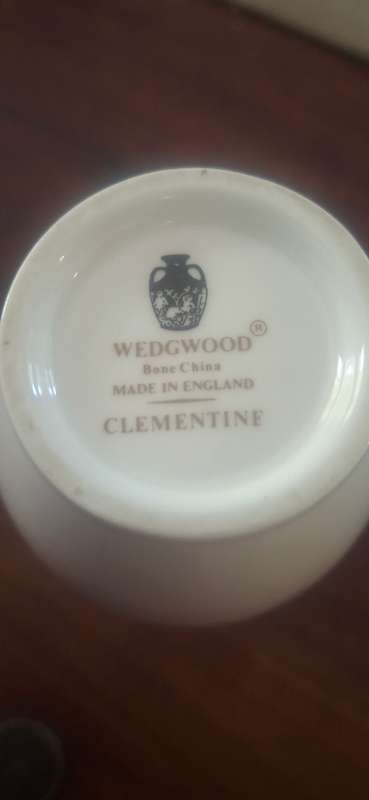 WEDGWOOD ®
Bone China
MADE IN ENGLAND
CLEMENTINE